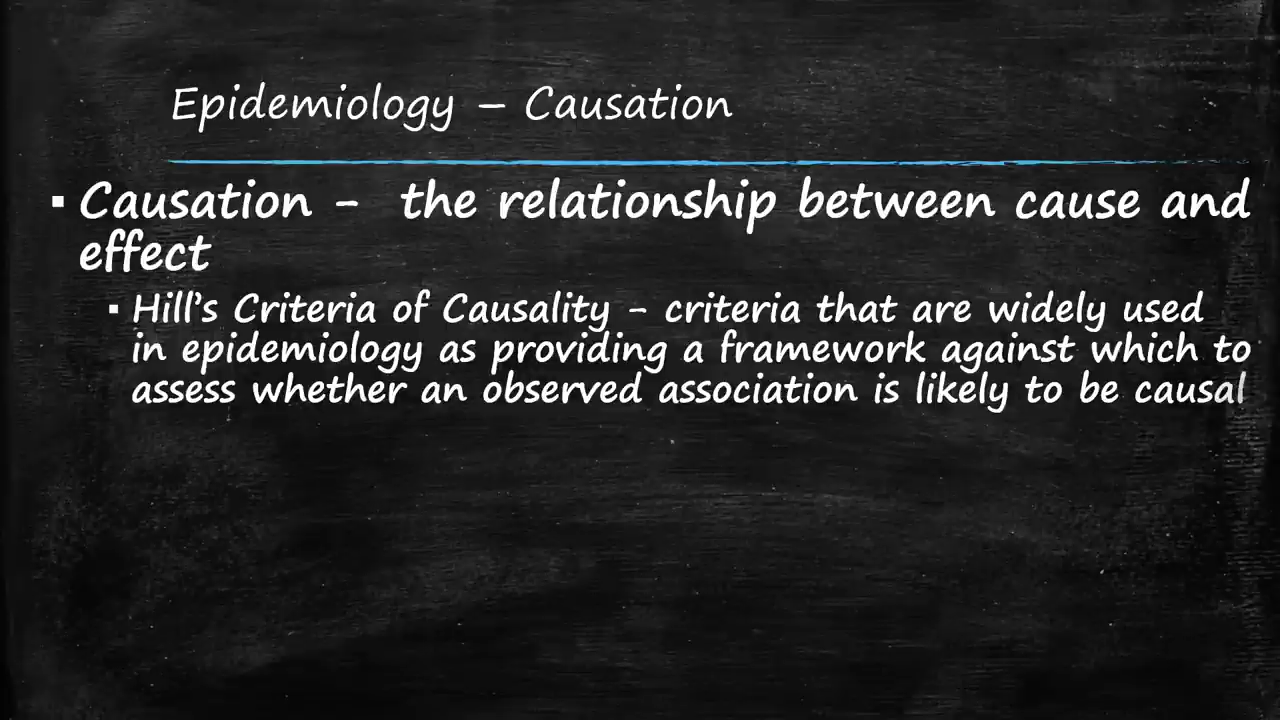 Epidemiology – Causation
▪ Causation - the relationship between cause and
effect
▪ Hill’s Criteria of Causality - criteria that are widely used
in epidemiology as providing a framework against which to
assess whether an observed association is likely to be causal